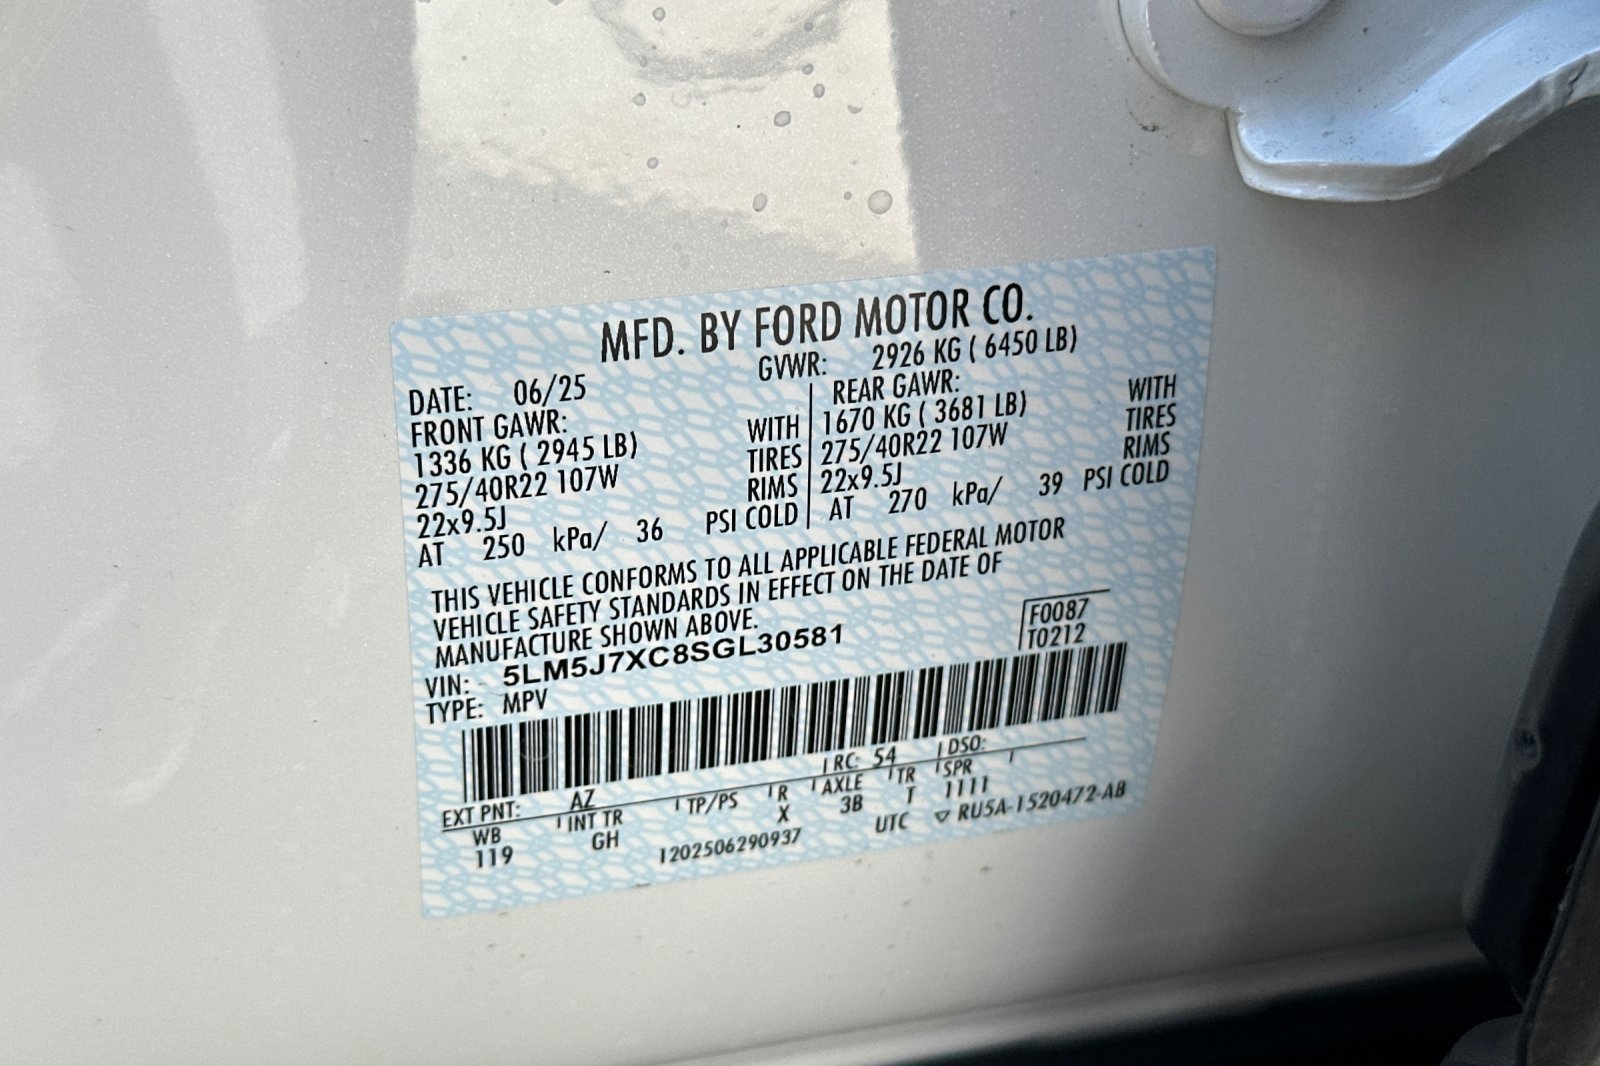 MFD. BY FORD MOTOR CO.
DATE: 06/25 GVWR: 2926 KG ( 6450 LB)
FRONT GAWR: REAR GAWR:
1336 KG ( 2945 LB) WITH 1670 KG ( 3681 LB) WITH
275/40R22 107W TIRES 275/40R22 107W TIRES
22x9.5J RIMS 22x9.5J RIMS
AT 250 kPa/ 36 PSI COLD AT 270 kPa/ 39 PSI COLD
THIS VEHICLE CONFORMS TO ALL APPLICABLE FEDERAL MOTOR
VEHICLE SAFETY STANDARDS IN EFFECT ON THE DATE OF
MANUFACTURE SHOWN ABOVE.
VIN: 5LM5J7XC8SGL30581 F0087
TYPE: MPV T0212
EXT PNT: AZ RC: 54 DSO:
WB INT TR TP/PS R AXLE TR SPR
119 GH X 3B T 1111
1202506290937 UTC ▽ RU5A-1520472-AB